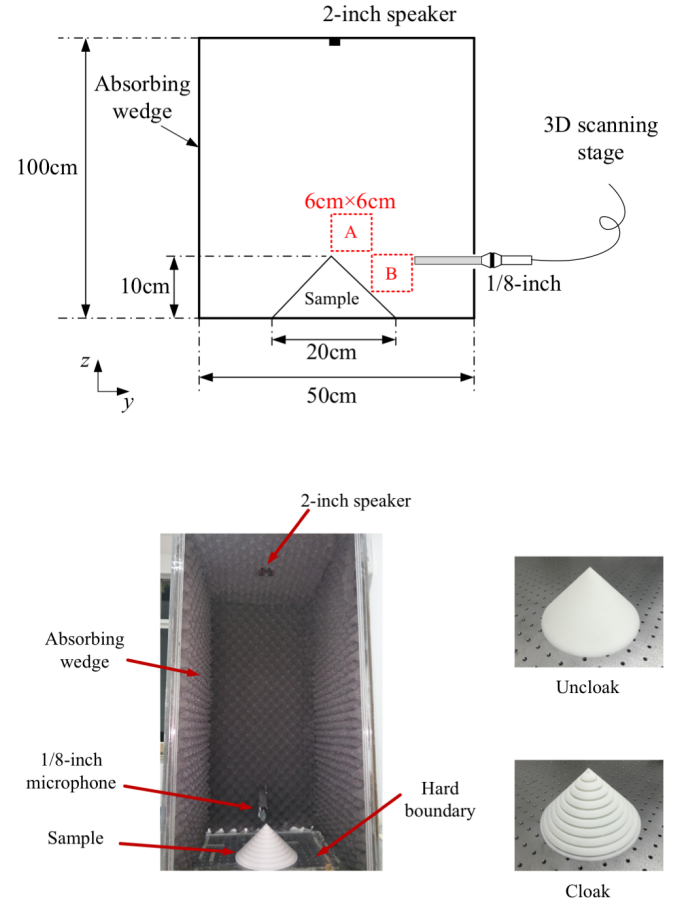 2-inch speaker
Absorbing
wedge
3D scanning
stage
100cm
6cm×6cm
A
B
10cm
Sample
1/8-inch
20cm
50cm
z
y
2-inch speaker
Absorbing
wedge
Uncloak
1/8-inch
microphone
Hard
boundary
Sample
Cloak